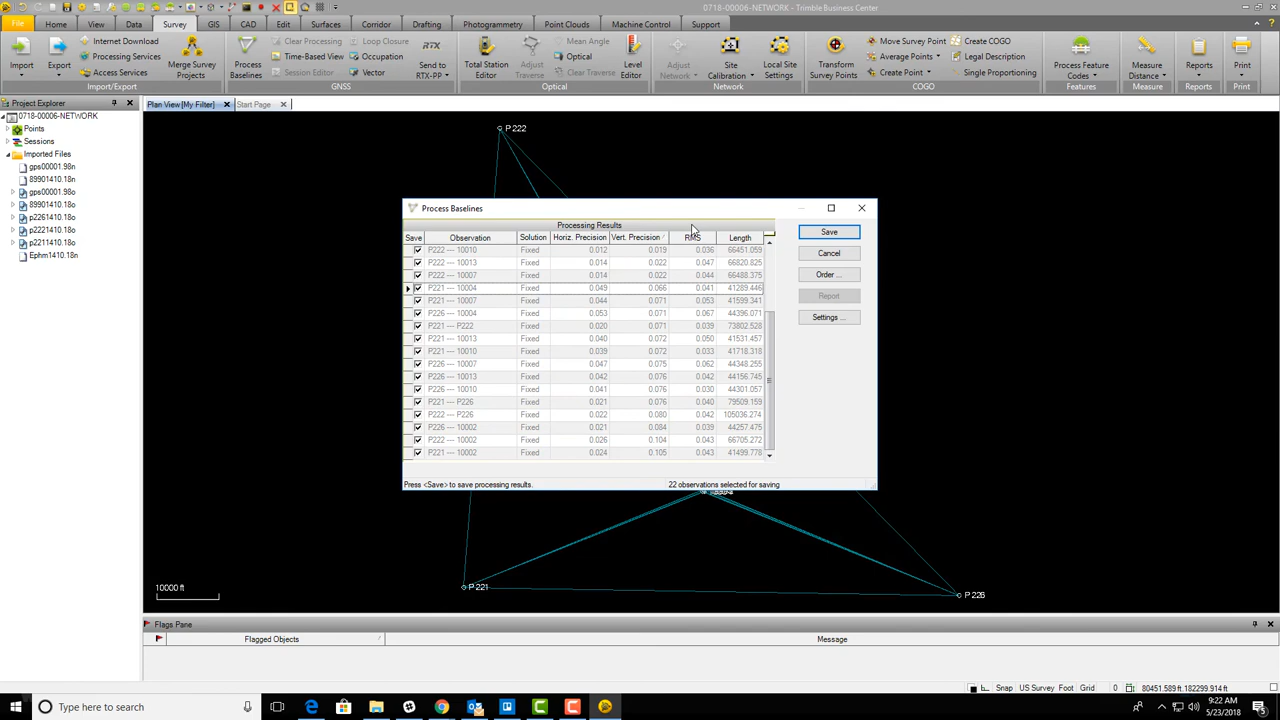 0718-00006-NETWORK - Trimble Business Center
File Home View Data Survey GIS CAD Edit Surfaces Corridor Drafting Photogrammetry Point Clouds Machine Control Support
Import
Export
Internet Download
Processing Services
Access Services
Merge Survey Projects
Import/Export
Process Baselines
Clear Processing
Time-Based View
Session Editor
Loop Closure
Occupation
Vector
Send to RTX-PP
GNSS
Total Station Editor
Adjust Traverse
Mean Angle
Optical
Clear Traverse
Level Editor
Optical
Adjust Network
Site Calibration
Local Site Settings
Network
Transform Survey Points
Move Survey Point
Average Points
Create Point
Create COGO
Legal Description
Single Proportioning
COGO
Process Feature Codes
Features
Measure Distance
Measure
Reports
Reports
Print
Print
Project Explorer
Plan View [My Filter]
Start Page
0718-00006-NETWORK
Points
Sessions
Imported Files
gps00001.98n
89901410.18n
gps00001.98o
89901410.18o
p2261410.18o
p2221410.18o
p2211410.18o
Ephm1410.18n
P 222
Process Baselines
Processing Results
Save Observation Solution Horiz. Precision Vert. Precision RMS Length
P222 --- 10010 Fixed 0.012 0.019 0.036 66451.059
P222 --- 10013 Fixed 0.014 0.022 0.047 66820.825
P222 --- 10007 Fixed 0.014 0.022 0.044 66488.375
P221 --- 10004 Fixed 0.049 0.066 0.041 41289.446
P221 --- 10007 Fixed 0.044 0.071 0.053 41599.341
P226 --- 10004 Fixed 0.053 0.071 0.067 44396.071
P221 --- P222 Fixed 0.020 0.071 0.039 73802.528
P221 --- 10013 Fixed 0.040 0.072 0.050 41531.457
P221 --- 10010 Fixed 0.039 0.072 0.033 41718.318
P226 --- 10007 Fixed 0.047 0.075 0.062 44348.255
P226 --- 10013 Fixed 0.042 0.076 0.042 44156.745
P226 --- 10010 Fixed 0.041 0.076 0.030 44301.057
P221 --- P226 Fixed 0.021 0.076 0.040 79509.159
P222 --- P226 Fixed 0.022 0.080 0.042 105036.274
P226 --- 10002 Fixed 0.021 0.084 0.039 44257.475
P222 --- 10002 Fixed 0.026 0.104 0.043 66705.272
P221 --- 10002 Fixed 0.024 0.105 0.043 41499.778
Save
Cancel
Order ...
Report
Settings ...
Press <Save> to save processing results. 22 observations selected for saving
P 221
P 226
10000 ft
Flags Pane
Flagged Objects Message
Snap US Survey Foot Grid 0 80451.589,182299.914 ft
Type here to search
9:22 AM
5/23/2018